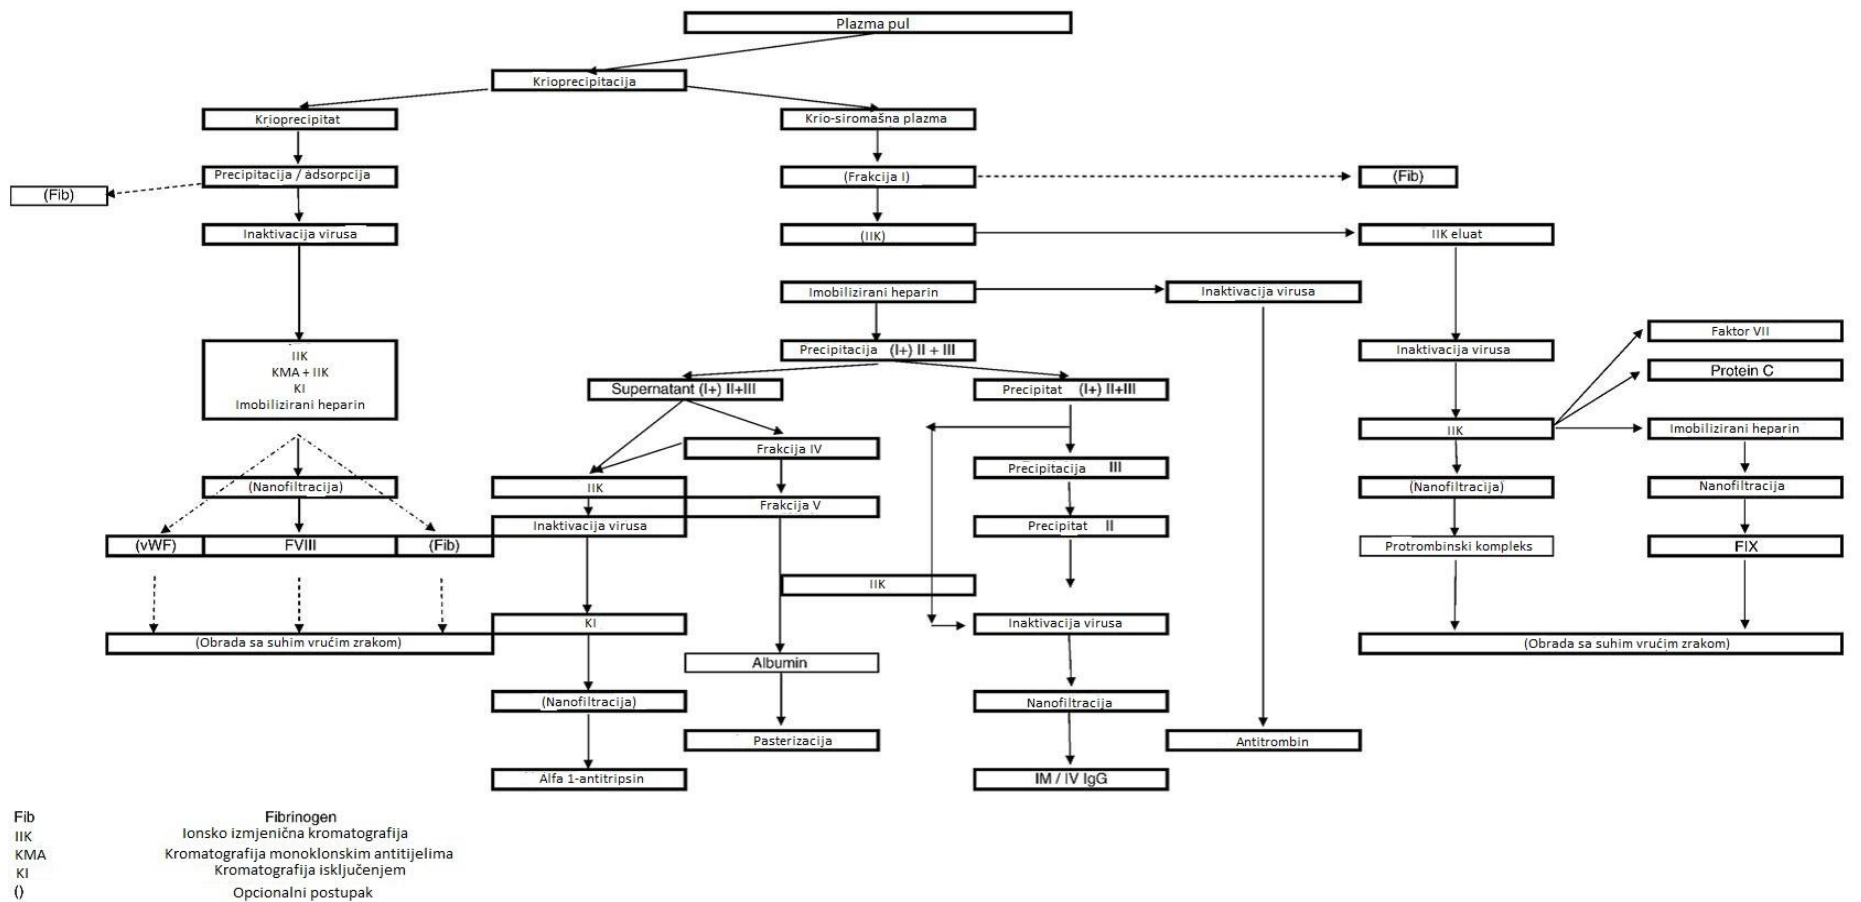 Plazma pul
Krioprecipitacija
Krioprecipitat
Krio-siromašna plazma
Precipitacija / adsorpcija
(Frakcija I)
(Fib)
(Fib)
Inaktivacija virusa
(IIK)
IIK eluat
Imobilizirani heparin
Inaktivacija virusa
Faktor VII
IIK
KMA + IIK
KI
Imobilizirani heparin
Precipitacija (I+) II + III
Inaktivacija virusa
Protein C
Supernatant (I+) II+III
Precipitat (I+) II+III
IIK
Imobilizirani heparin
Frakcija IV
Precipitacija III
(Nanofiltracija)
IIK
(Nanofiltracija)
Nanofiltracija
Frakcija V
Inaktivacija virusa
Precipitat II
(vWF)
FVIII
(Fib)
Protrombinski kompleks
FIX
IIK
KI
Inaktivacija virusa
(Obrada sa suhim vrućim zrakom)
(Obrada sa suhim vrućim zrakom)
Albumin
(Nanofiltracija)
Nanofiltracija
Pasterizacija
Antitrombin
Alfa 1-antitripsin
IM / IV IgG
Fib Fibrinogen
IIK Ionsko izmjenična kromatografija
KMA Kromatografija monoklonskim antitijelima
KI Kromatografija isključenjem
() Opcionalni postupak